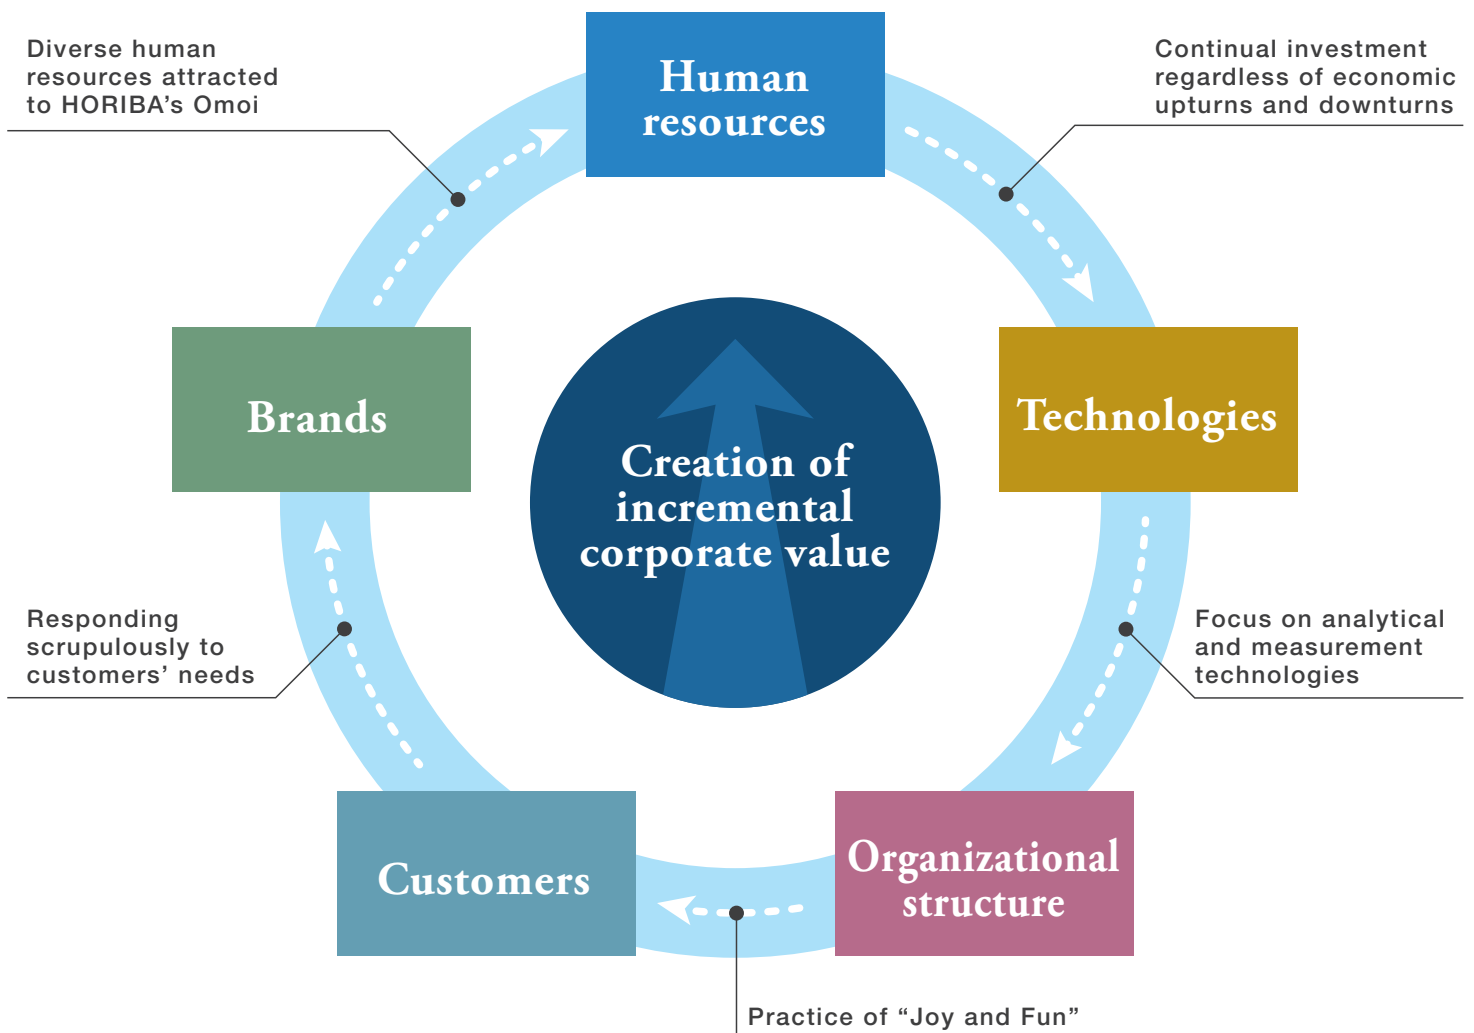 Diverse human
resources attracted
to HORIBA’s Omoi
Human
resources
Continual investment
regardless of economic
upturns and downturns
Brands
Technologies
Creation of
incremental
corporate value
Responding
scrupulously to
customers’ needs
Focus on analytical
and measurement
technologies
Customers
Organizational
structure
Practice of “Joy and Fun”